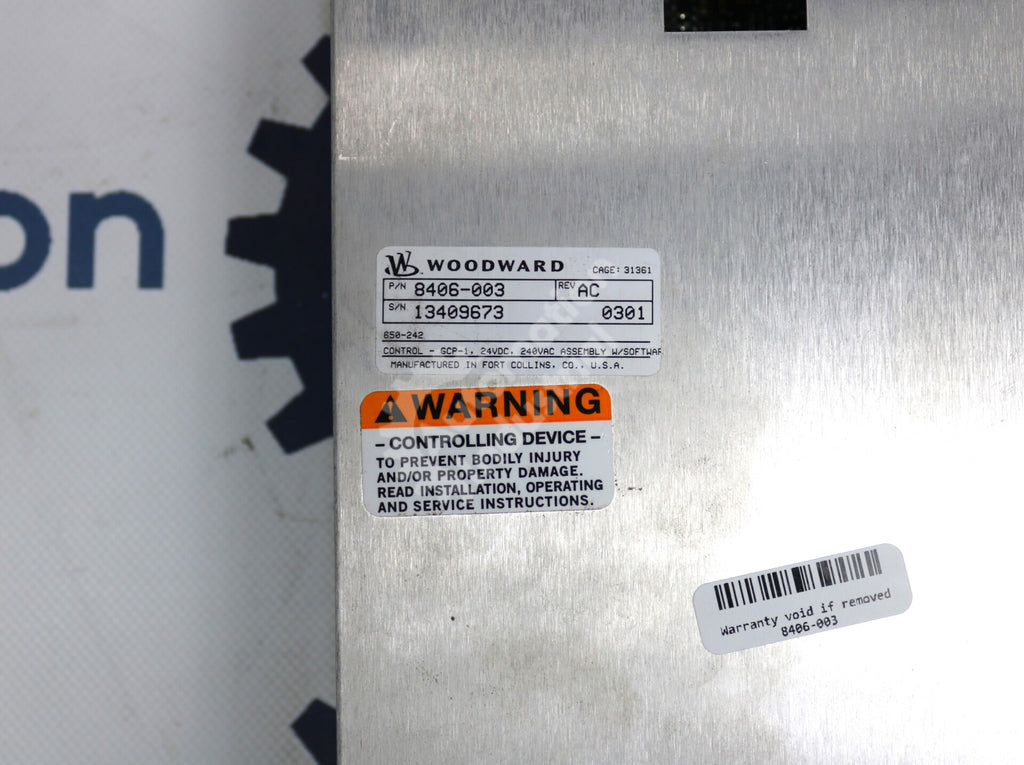 on
WOODWARD CAGE: 31361
P/N 8406-003 REV AC
S/N 13409673 0301
650-242
CONTROL - GCP-1, 24VDC, 240VAC ASSEMBLY W/SOFTWAR
MANUFACTURED IN FORT COLLINS, CO., U.S.A.
WARNING
- CONTROLLING DEVICE -
TO PREVENT BODILY INJURY
AND/OR PROPERTY DAMAGE.
READ INSTALLATION, OPERATING
AND SERVICE INSTRUCTIONS.
Warranty void if removed
8406-003